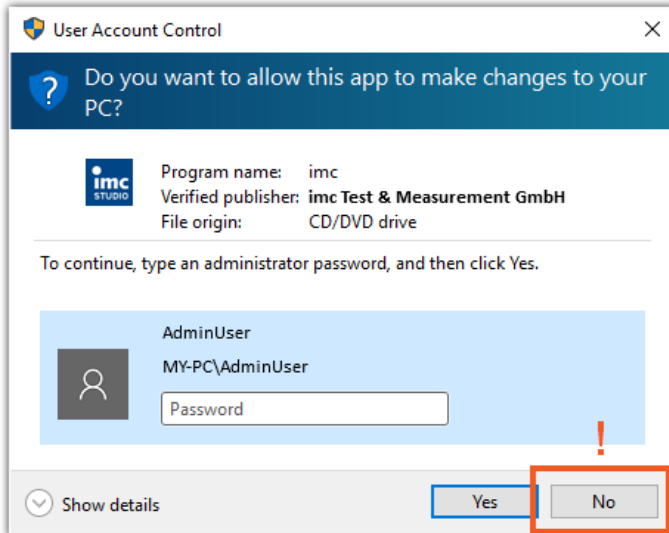 User Account Control
Do you want to allow this app to make changes to your
PC?
imc
STUDIO
Program name: imc
Verified publisher: imc Test & Measurement GmbH
File origin: CD/DVD drive
To continue, type an administrator password, and then click Yes.
AdminUser
MY-PC\AdminUser
Password
!
Show details
Yes
No